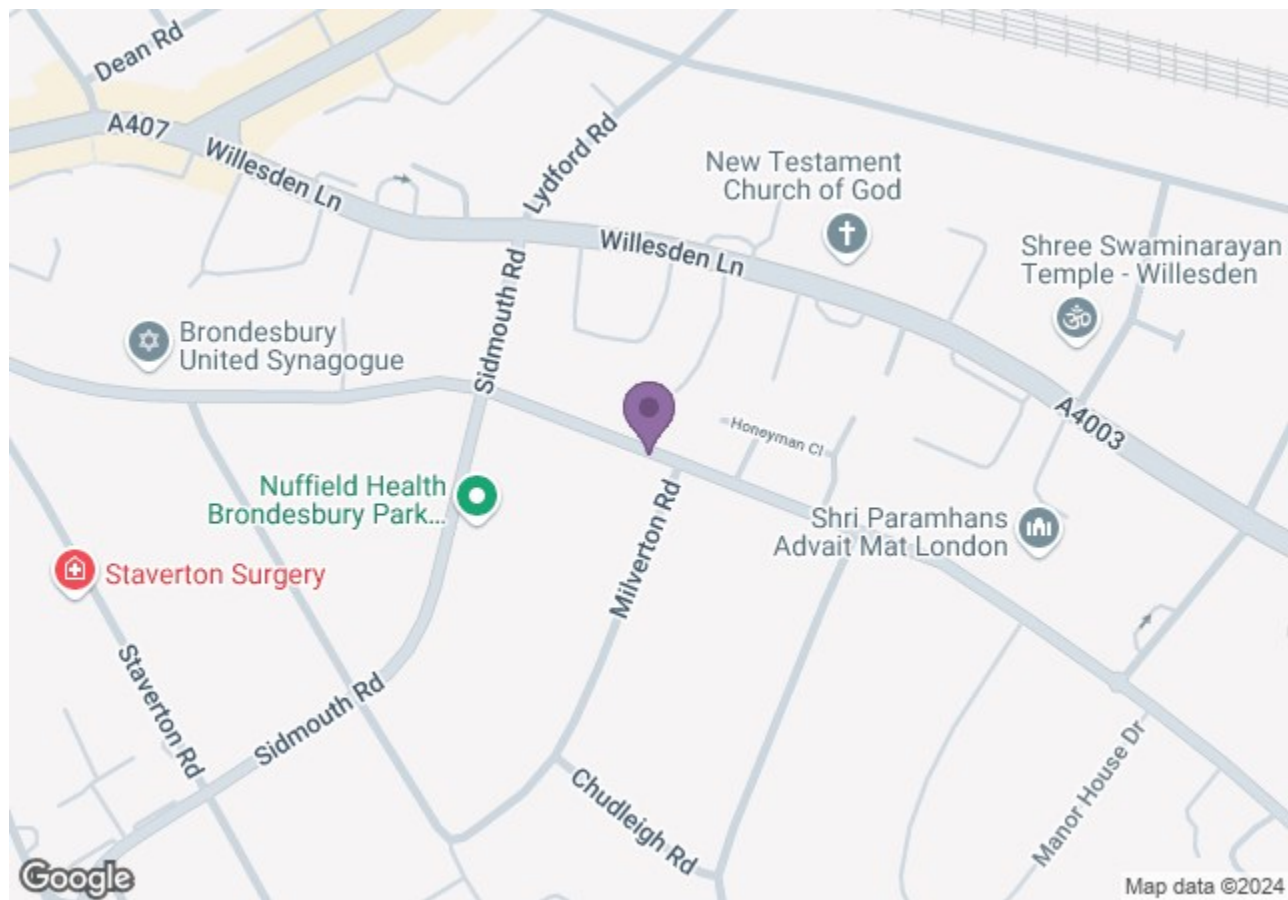 Dean Rd
A407
Willesden Ln
Lydford Rd
New Testament
Church of God
Willesden Ln
Shree Swaminarayan
Temple - Willesden
Sidmouth Rd
Brondesbury
United Synagogue
A4003
Honeyman Cl
Nuffield Health
Brondesbury Park...
Shri Paramhans
Advait Mat London
Milverton Rd
Staverton Surgery
Staverton Rd
Sidmouth Rd
Chudleigh Rd
Manor House Dr
Google
Map data ©2024